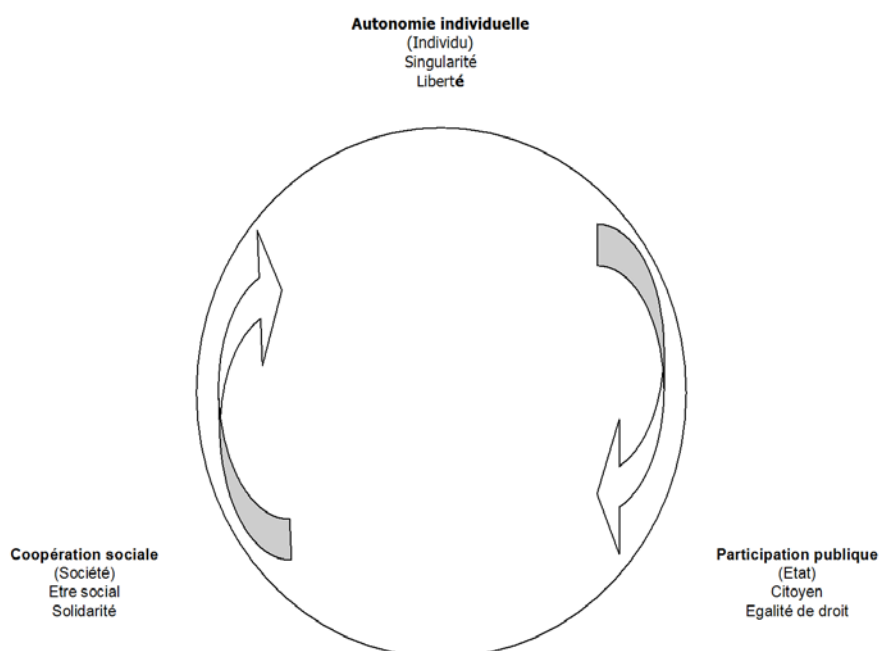 Autonomie individuelle
(Individu)
Singularité
Liberté
Coopération sociale
(Société)
Etre social
Solidarité
Participation publique
(Etat)
Citoyen
Egalité de droit